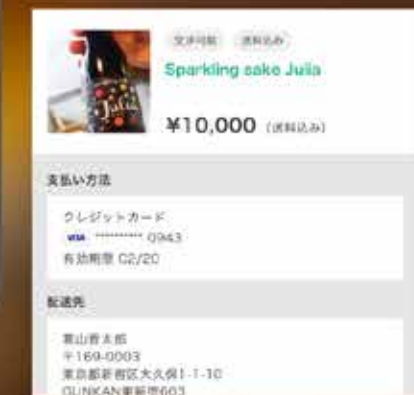 送料込み
Sparkling sake Julia
Julia
¥10,000 (送料込み)
支払い方法
クレジットカード
VISA ********** 0943
有効期限 02/20
配送先
〒169-0003
東京都新宿区大久保1-1-10
GUNKAN東新宿603